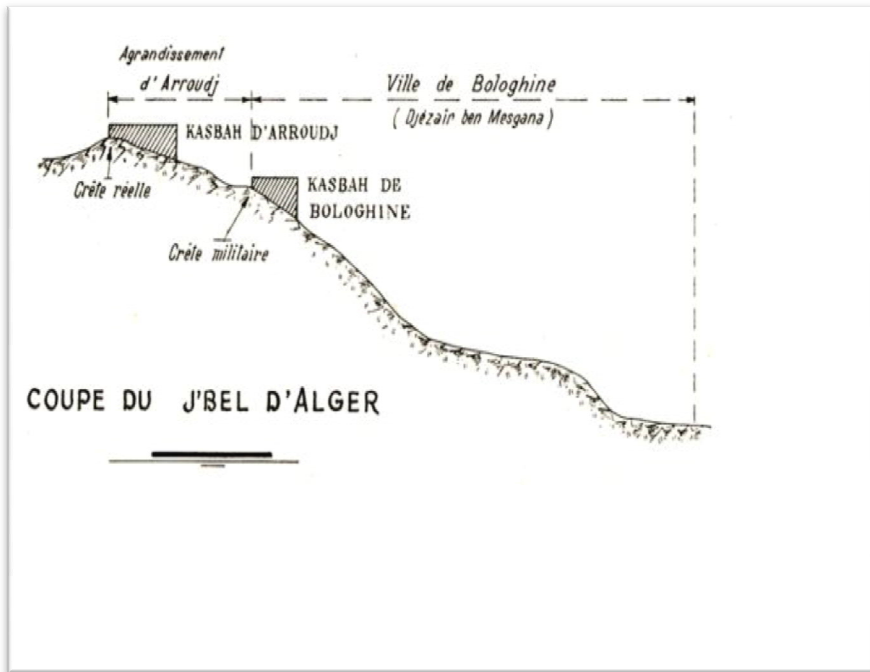 Agrandissement
d'Arroudj
Ville de Bologhine
(Djézair ben Mesgana)
KASBAH D'ARROUDJ
Crête réelle
KASBAH DE
BOLOGHINE
Crête militaire
COUPE DU J'BEL D'ALGER